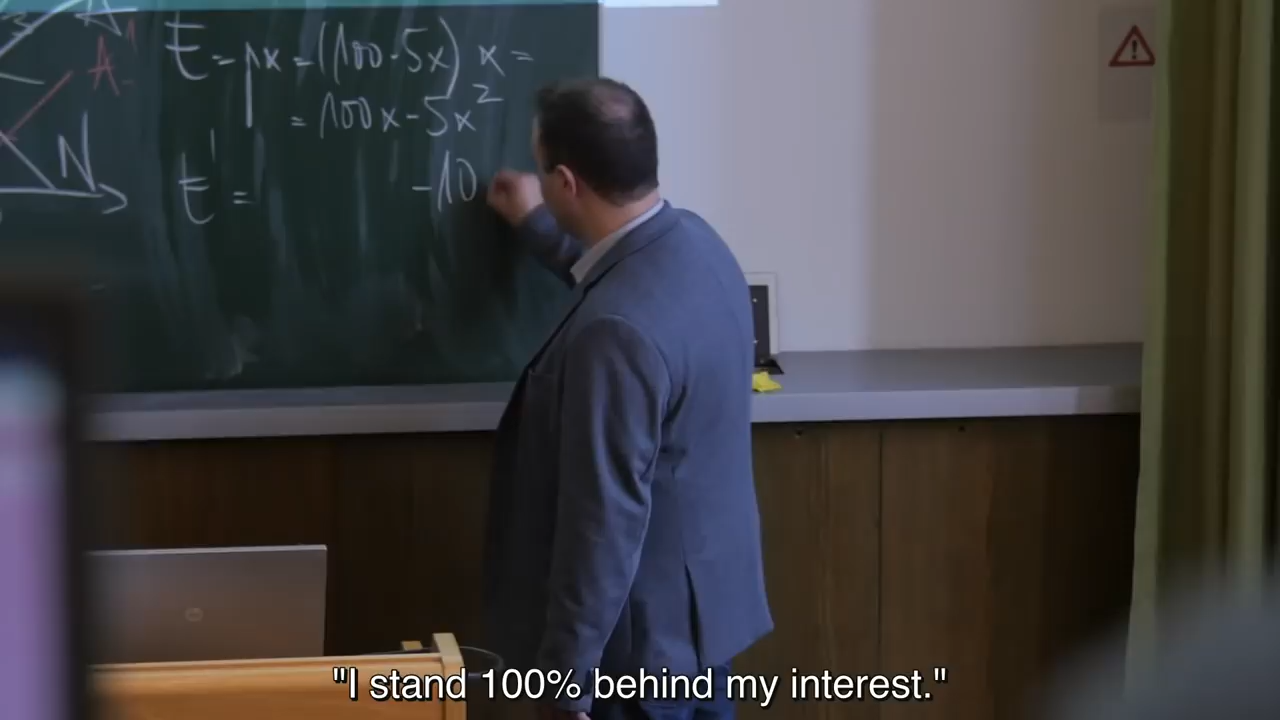 A
A
N
E = px = (100-5x) x =
= 100x - 5x²
E' = -10
"I stand 100% behind my interest."